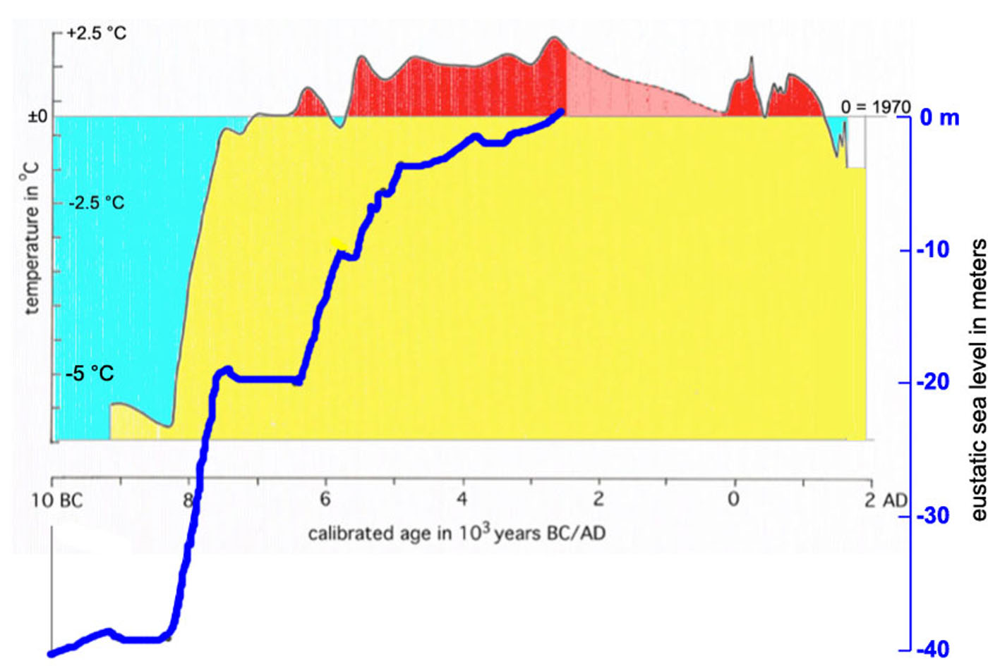 +2.5 °C
±0
-2.5 °C
-5 °C
temperature in °C
0 = 1970
0 m
-10
-20
-30
-40
eustatic sea level in meters
10 BC 8 6 4 2 0 2 AD
calibrated age in 10³ years BC/AD